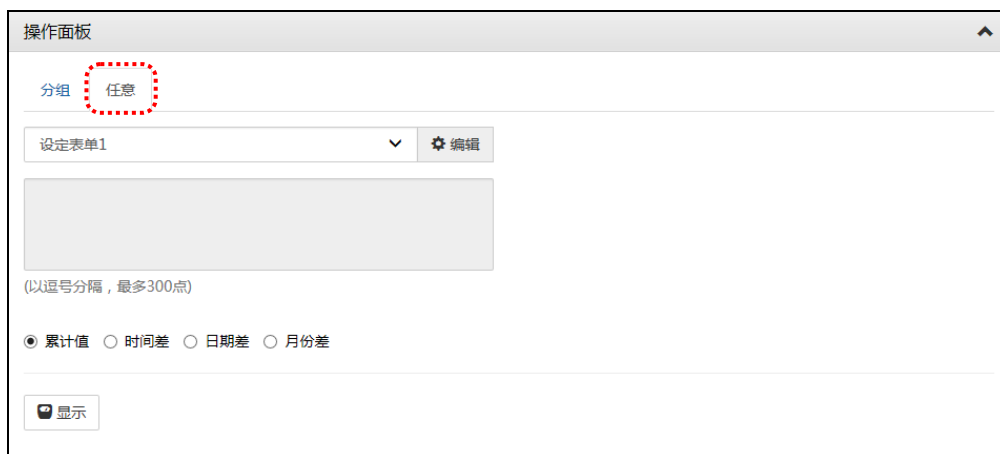 操作面板
分组 任意
设定表单1 编辑
(以逗号分隔，最多300点)
累计值 时间差 日期差 月份差
显示